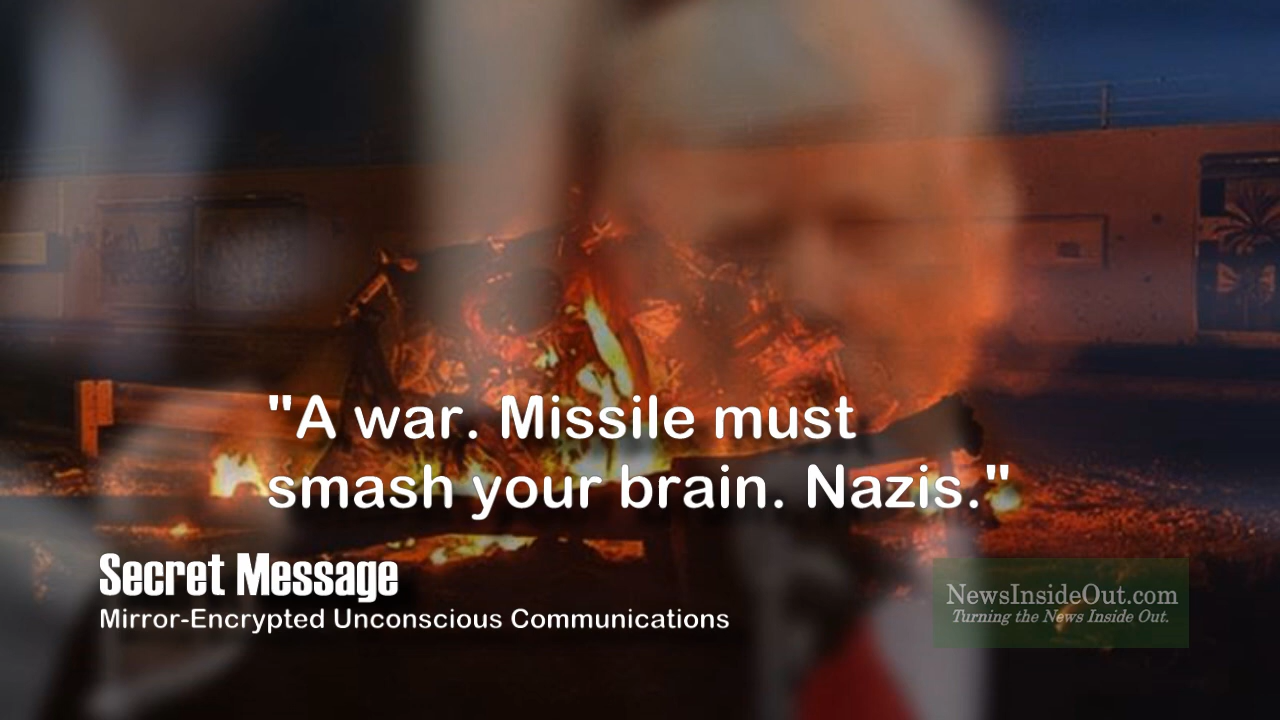 "A war. Missile must
smash your brain. Nazis."
Secret Message
Mirror-Encrypted Unconscious Communications
NewsInsideOut.com
Turning the News Inside Out.